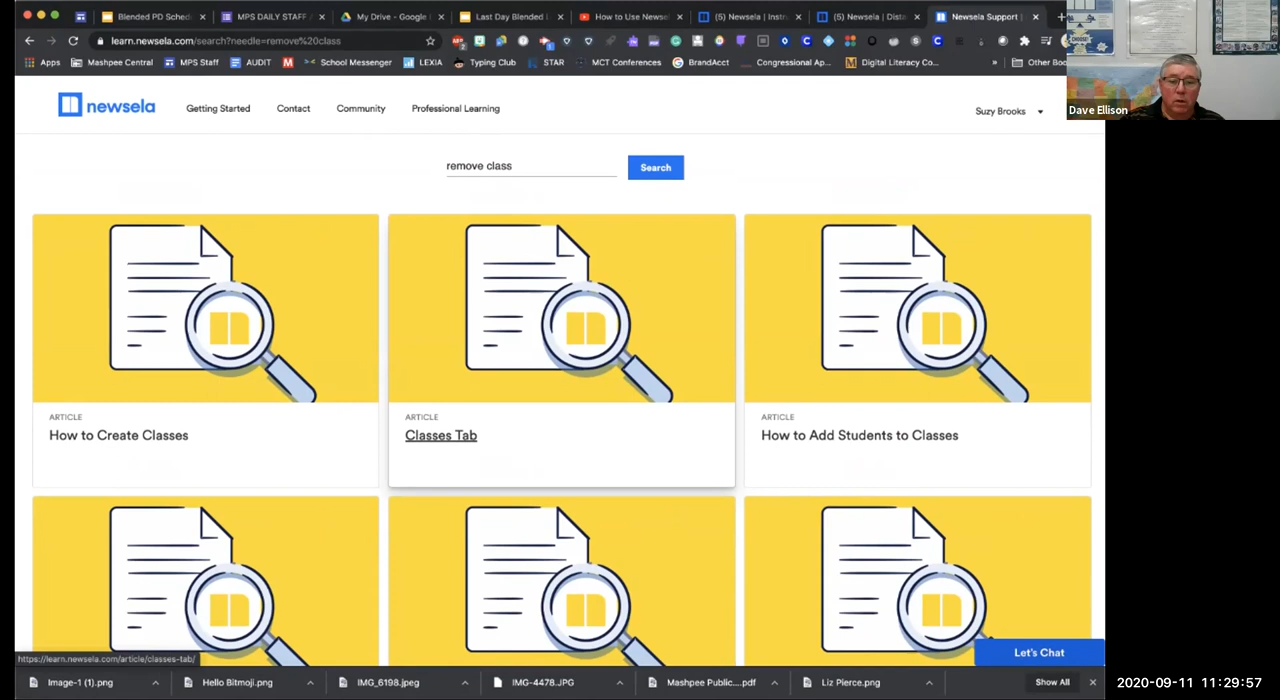 Blended PD Sched
MPS DAILY STAFF A
My Drive - Google
Last Day Blended
How to Use Newsel
(5) Newsela | Instru
(5) Newsela | Dista
Newsela Support |
learn.newsela.com/search?needle=remove%20class
Apps
Mashpee Central
MPS Staff
AUDIT
School Messenger
LEXIA
Typing Club
STAR
MCT Conferences
BrandAcct
Congressional Ap...
Digital Literacy Co...
»
Other Boo
Dave Ellison
newsela
Getting Started
Contact
Community
Professional Learning
Suzy Brooks
remove class
Search
ARTICLE
How to Create Classes
ARTICLE
Classes Tab
ARTICLE
How to Add Students to Classes
Let's Chat
https://learn.newsela.com/article/classes-tab/
Image-1 (1).png
Hello Bitmoji.png
IMG_6198.jpeg
IMG-4478.JPG
Mashpee Public....pdf
Liz Pierce.png
Show All
2020-09-11 11:29:57